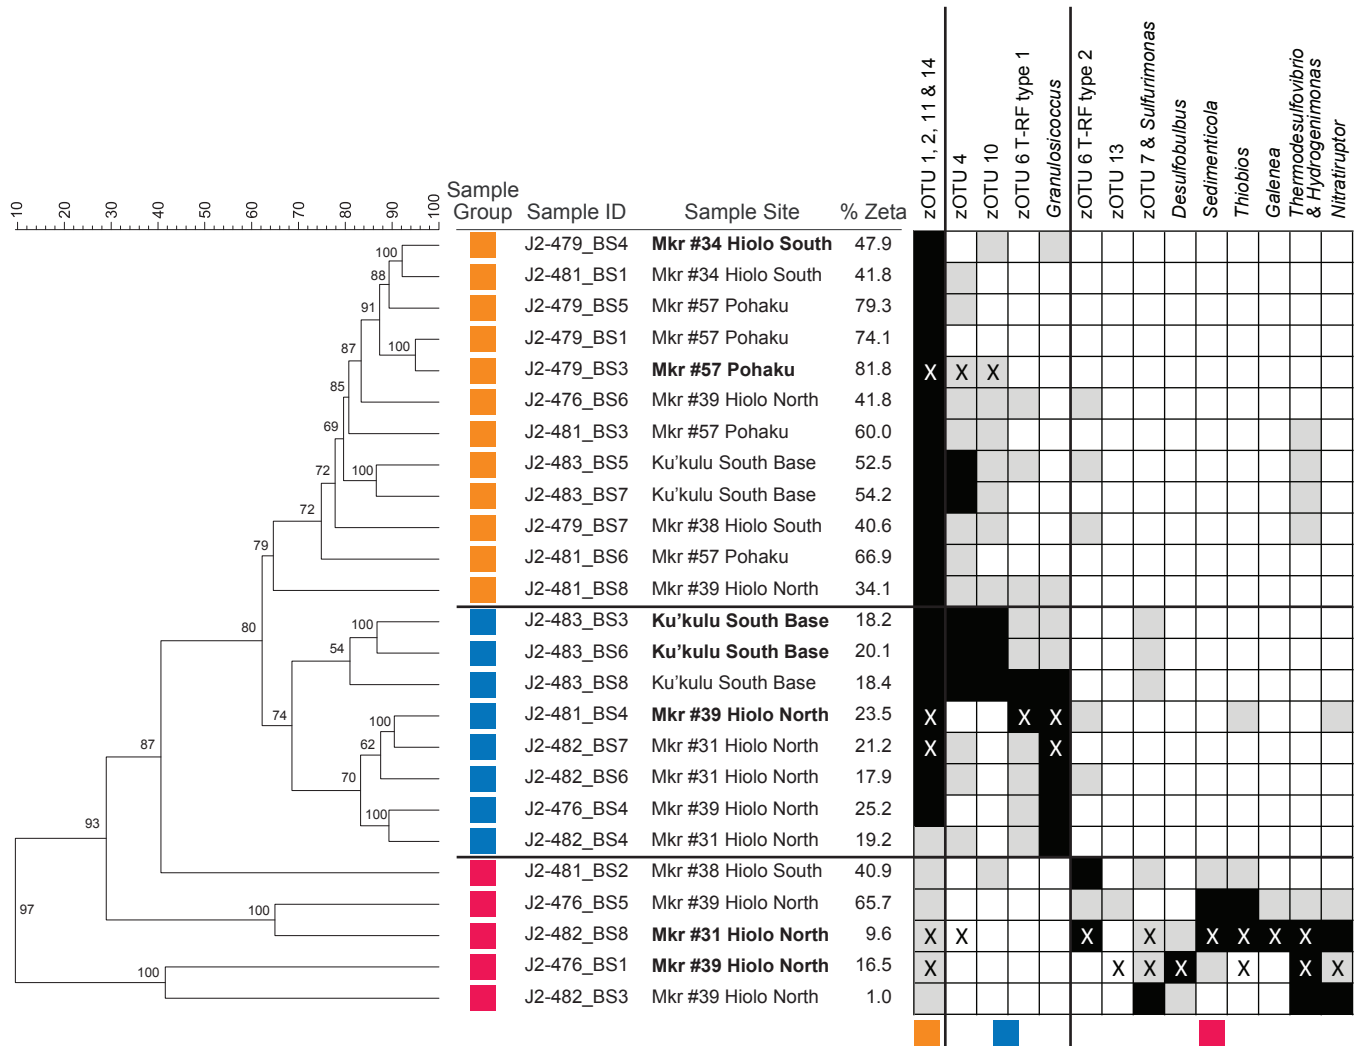 zOTU 1, 2, 11 & 14
zOTU 4
zOTU 10
zOTU 6 T-RF type 1
Granulosicoccus
zOTU 6 T-RF type 2
zOTU 13
zOTU 7 & Sulfurimonas
Desulfobulbus
Sedimenticola
Thiobios
Galenea
Thermodesulfovibrio
& Hydrogenimonas
Nitratiruptor
10 20 30 40 50 60 70 80 90 100
Sample
Group Sample ID Sample Site % Zeta
J2-479_BS4 Mkr #34 Hiolo South 47.9
100
J2-481_BS1 Mkr #34 Hiolo South 41.8
88
J2-479_BS5 Mkr #57 Pohaku 79.3
91
J2-479_BS1 Mkr #57 Pohaku 74.1
87 100
J2-479_BS3 Mkr #57 Pohaku 81.8 X X X
85
J2-476_BS6 Mkr #39 Hiolo North 41.8
69
J2-481_BS3 Mkr #57 Pohaku 60.0
J2-483_BS5 Ku'kulu South Base 52.5
72 100
J2-483_BS7 Ku'kulu South Base 54.2
72
J2-479_BS7 Mkr #38 Hiolo South 40.6
79
J2-481_BS6 Mkr #57 Pohaku 66.9
J2-481_BS8 Mkr #39 Hiolo North 34.1
80 100
J2-483_BS3 Ku'kulu South Base 18.2
54
J2-483_BS6 Ku'kulu South Base 20.1
J2-483_BS8 Ku'kulu South Base 18.4
74 100
J2-481_BS4 Mkr #39 Hiolo North 23.5 X X X
87 62
J2-482_BS7 Mkr #31 Hiolo North 21.2 X X
70
J2-482_BS6 Mkr #31 Hiolo North 17.9
93 100
J2-476_BS4 Mkr #39 Hiolo North 25.2
J2-482_BS4 Mkr #31 Hiolo North 19.2
J2-481_BS2 Mkr #38 Hiolo South 40.9
J2-476_BS5 Mkr #39 Hiolo North 65.7
97 100
J2-482_BS8 Mkr #31 Hiolo North 9.6 X X X X X X X X
100
J2-476_BS1 Mkr #39 Hiolo North 16.5 X X X X X X X
J2-482_BS3 Mkr #39 Hiolo North 1.0